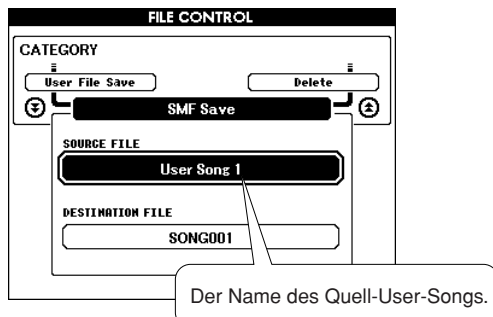 FILE CONTROL
CATEGORY
User File Save
Delete
SMF Save
SOURCE FILE
User Song 1
DESTINATION FILE
SONG001
Der Name des Quell-User-Songs.